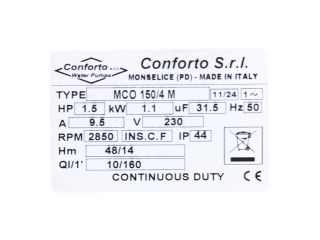 Conforto s.r.l.
Water Pumps
Conforto S.r.l.
MONSELICE (PD) - MADE IN ITALY
TYPE MCO 150/4 M 11/24 1~
HP 1.5 kW 1.1 uF 31.5 Hz 50
A 9.5 V 230
RPM 2850 INS.C.F IP 44
Hm 48/14
Ql/1' 10/160
CONTINUOUS DUTY CE